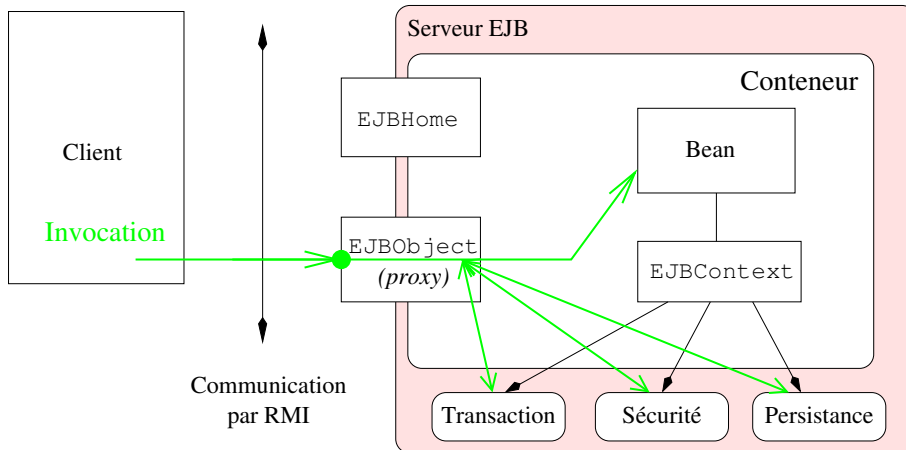 Serveur EJB
Conteneur
EJBHome
Client
Bean
Invocation
EJBObject
(proxy)
EJBContext
Communication
par RMI
Transaction
Sécurité
Persistance